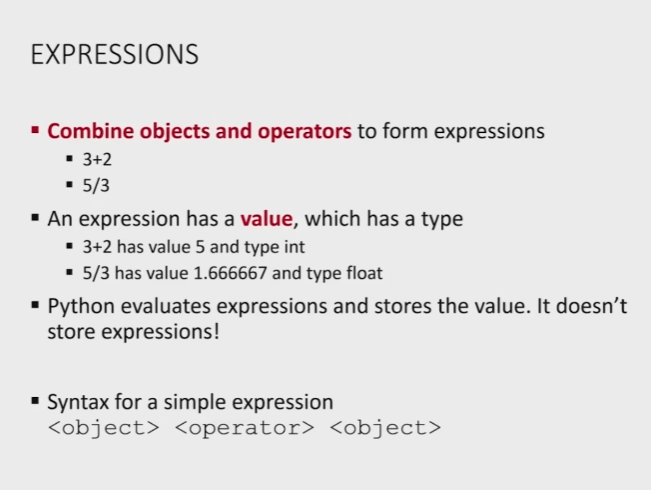 EXPRESSIONS
▪ Combine objects and operators to form expressions
▪ 3+2
▪ 5/3
▪ An expression has a value, which has a type
▪ 3+2 has value 5 and type int
▪ 5/3 has value 1.666667 and type float
▪ Python evaluates expressions and stores the value. It doesn’t
store expressions!
▪ Syntax for a simple expression
<object> <operator> <object>